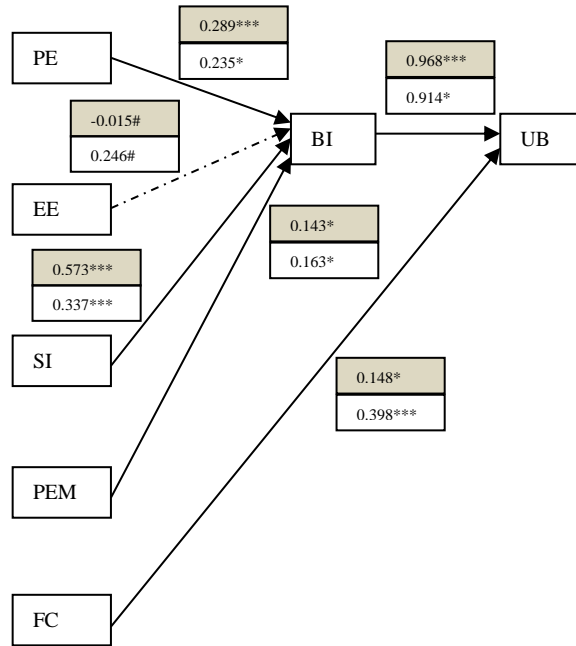 0.289***
0.235*
PE
0.968***
0.914*
-0.015#
0.246#
BI
UB
EE
0.143*
0.163*
0.573***
0.337***
SI
0.148*
0.398***
PEM
FC